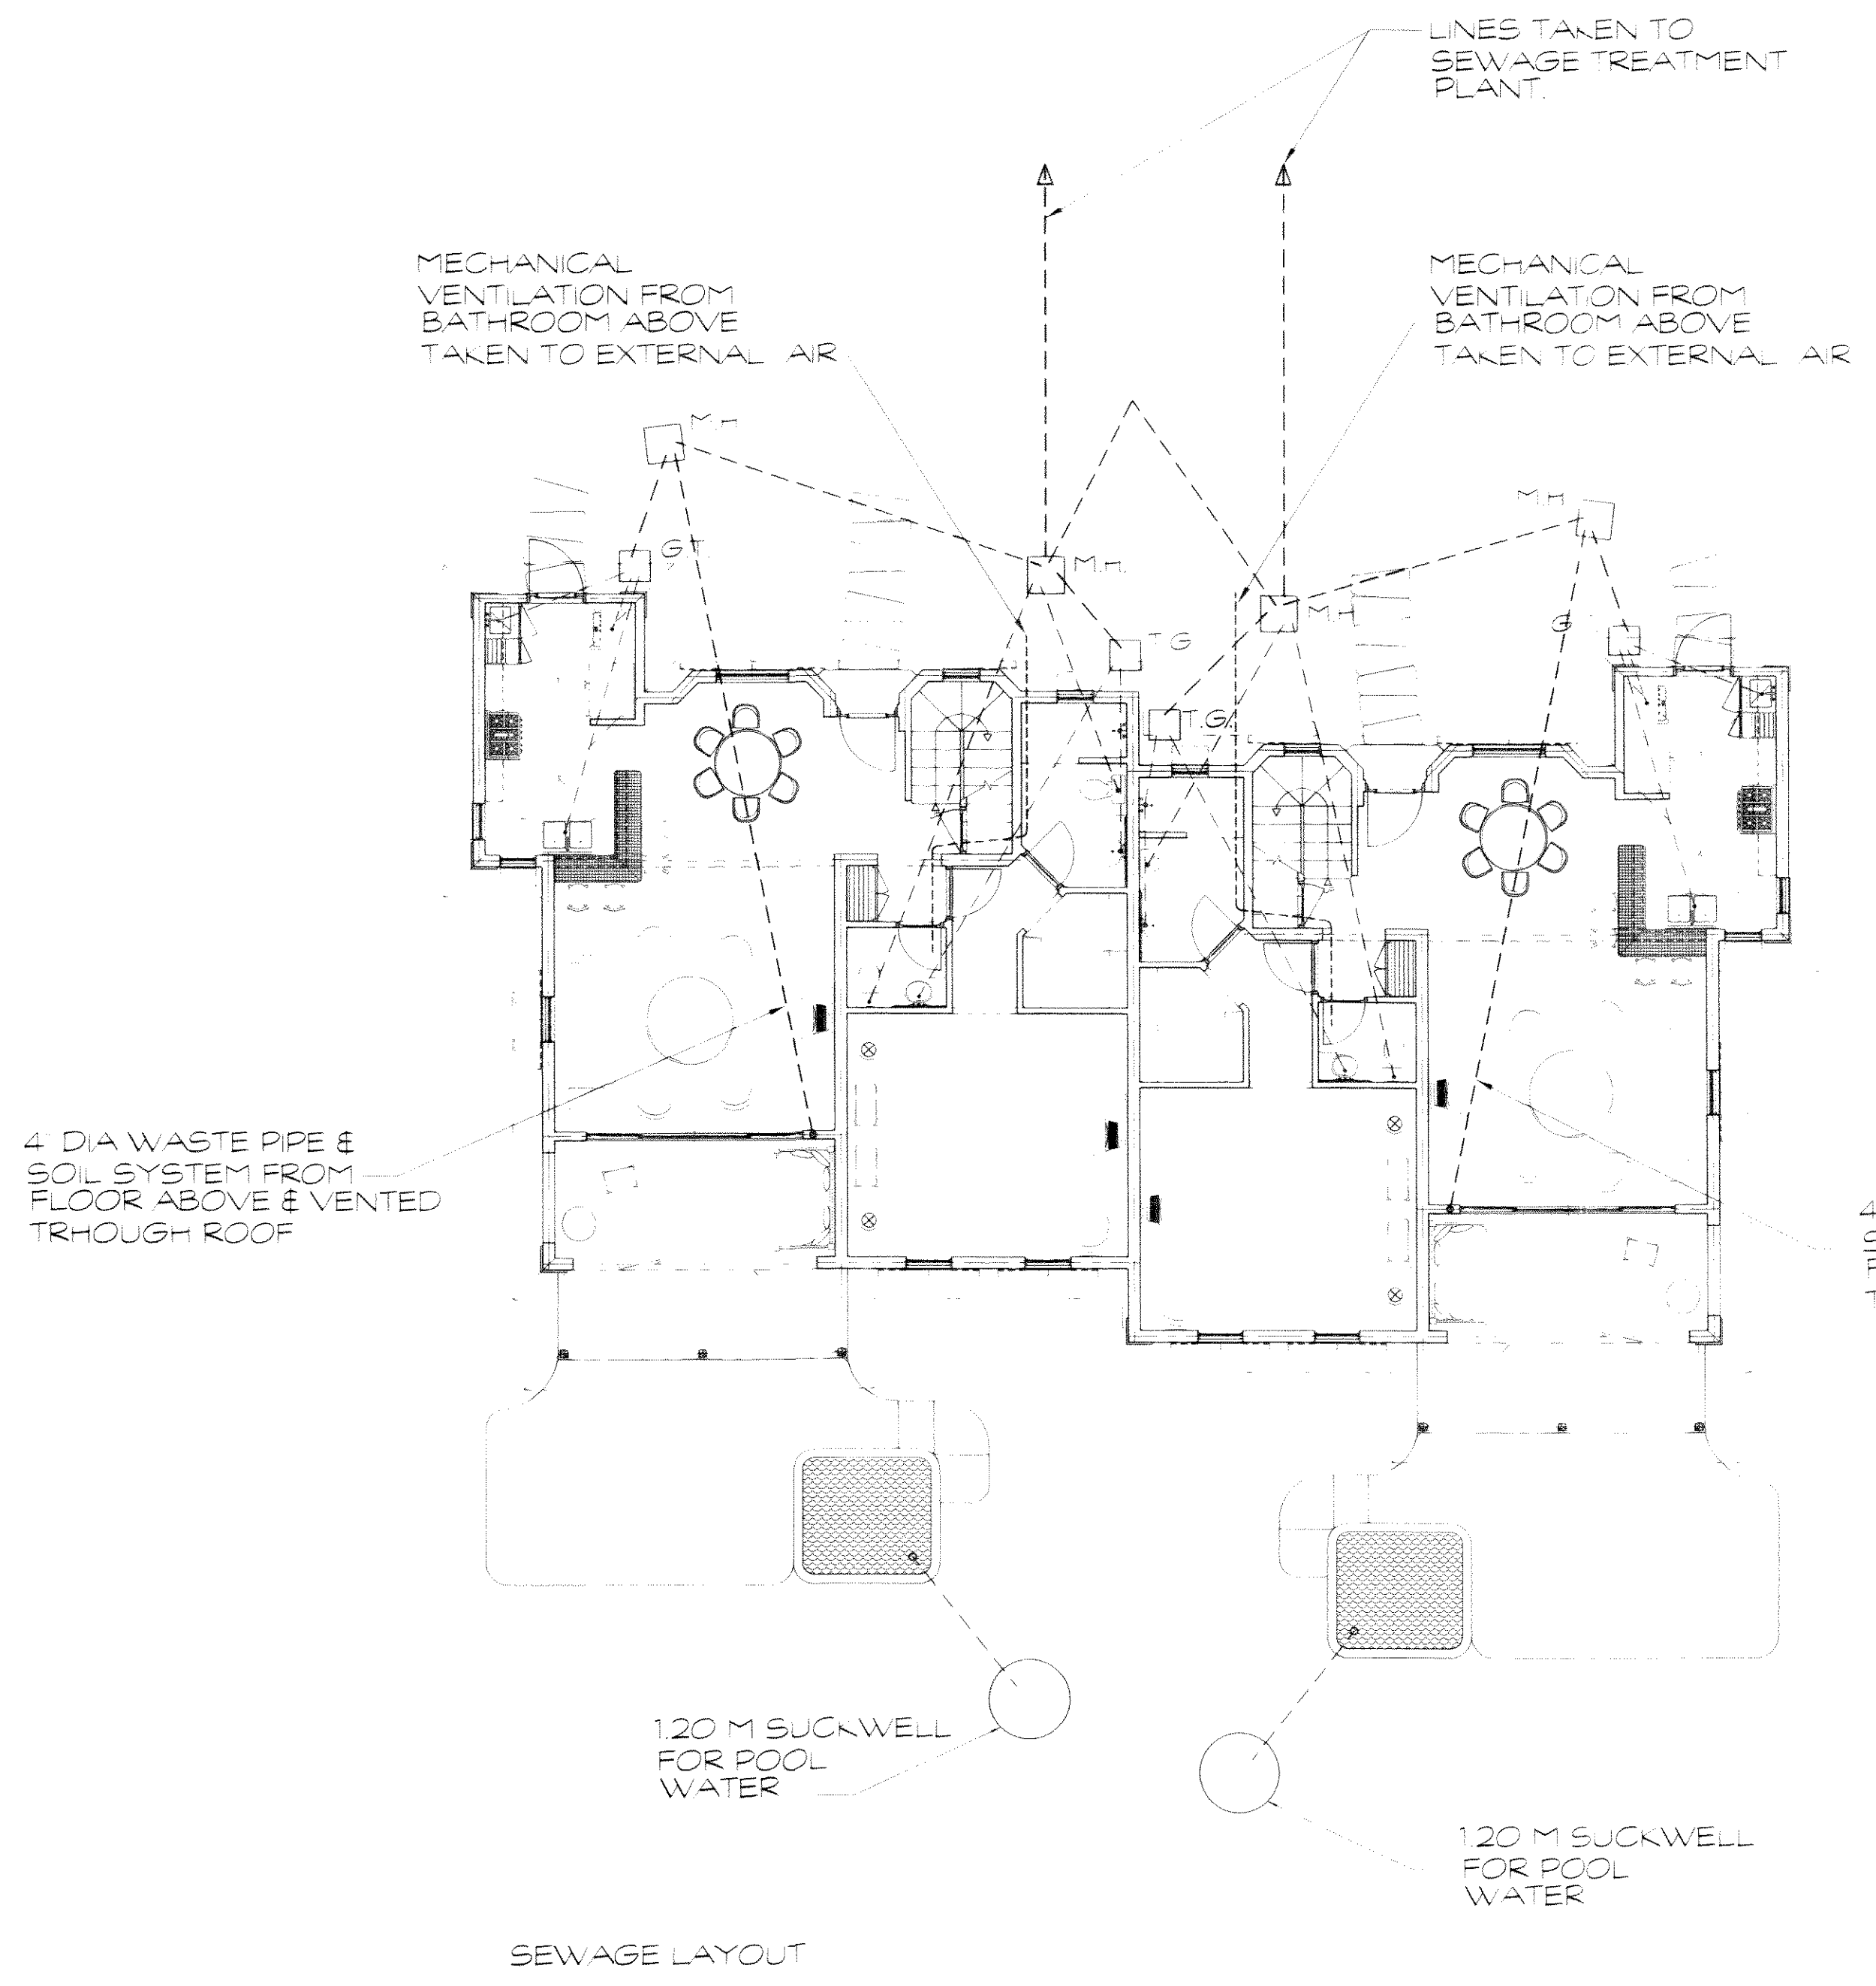 LINES TAKEN TO
SEWAGE TREATMENT
PLANT.
MECHANICAL
VENTILATION FROM
BATHROOM ABOVE
TAKEN TO EXTERNAL AIR
MECHANICAL
VENTILATION FROM
BATHROOM ABOVE
TAKEN TO EXTERNAL AIR
M.H
M.H
G.T.
M.H.
M.H
G
T.G
T.G.
4" DIA WASTE PIPE &
SOIL SYSTEM FROM
FLOOR ABOVE & VENTED
TRHOUGH ROOF
4
1.20 M SUCKWELL
FOR POOL
WATER
1.20 M SUCKWELL
FOR POOL
WATER
SEWAGE LAYOUT